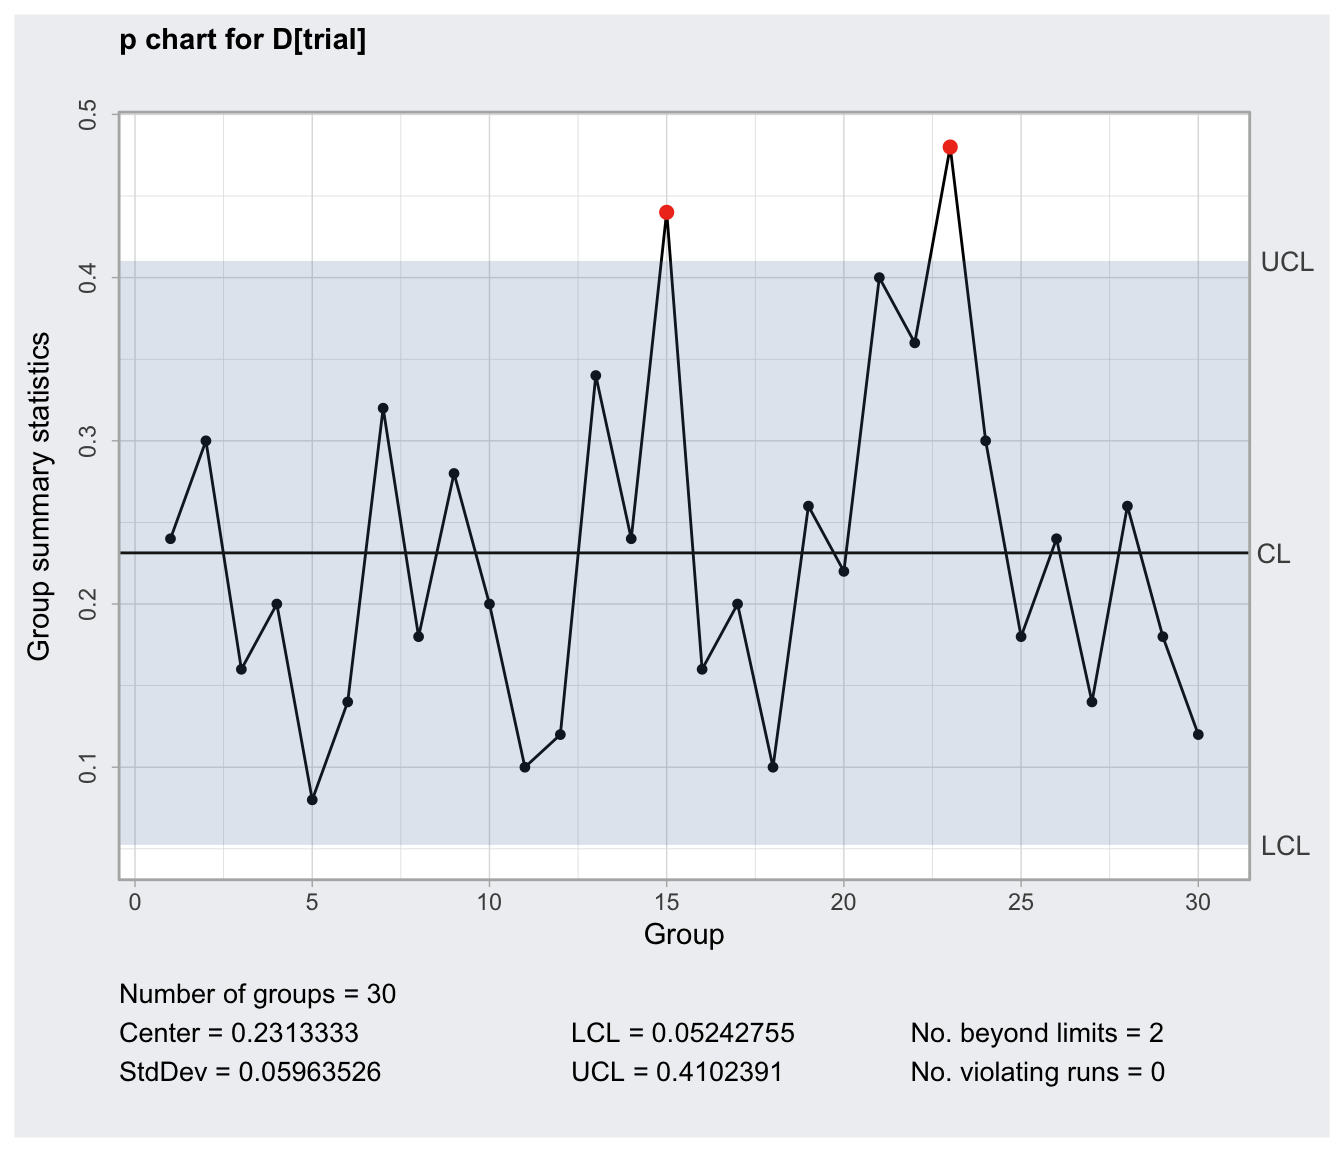 p chart for D[trial]
0.5
0.4
0.3
0.2
0.1
Group summary statistics
UCL
CL
LCL
0 5 10 15 20 25 30
Group
Number of groups = 30
Center = 0.2313333 LCL = 0.05242755 No. beyond limits = 2
StdDev = 0.05963526 UCL = 0.4102391 No. violating runs = 0